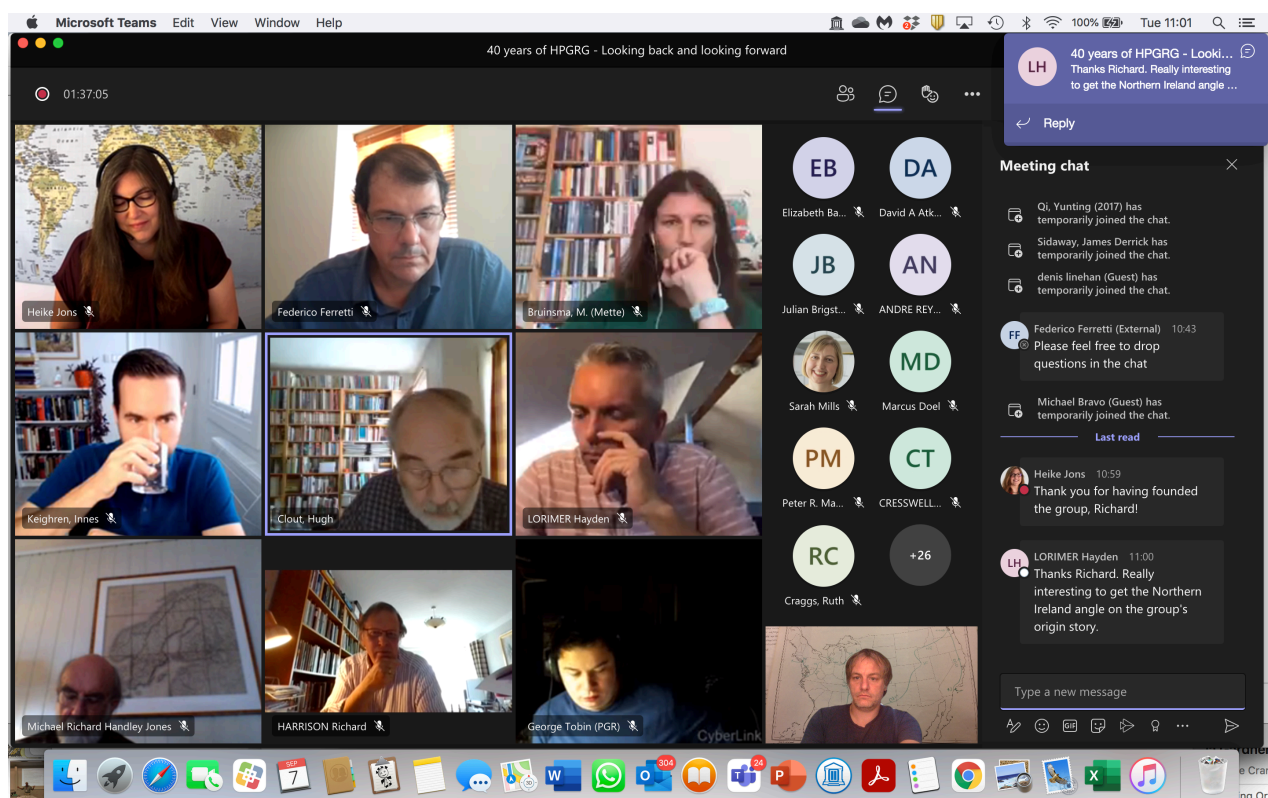 Microsoft Teams Edit View Window Help
100% Tue 11:01
40 years of HPGRG - Looking back and looking forward
LH
40 years of HPGRG - Looki...
Thanks Richard. Really interesting
to get the Northern Ireland angle ...
Reply
01:37:05
Heike Jons
Federico Ferretti
Bruinsma, M. (Mette)
Keighren, Innes
Clout, Hugh
LORIMER Hayden
Michael Richard Handley Jones
HARRISON Richard
George Tobin (PGR)
CyberLink
EB
DA
Elizabeth Ba...
David A Atk...
JB
AN
Julian Brigst...
ANDRE REY...
MD
Sarah Mills
Marcus Doel
PM
CT
Peter R. Ma...
CRESSWELL...
RC
+26
Craggs, Ruth
Meeting chat
Qi, Yunting (2017) has
temporarily joined the chat.
Sidaway, James Derrick has
temporarily joined the chat.
denis linehan (Guest) has
temporarily joined the chat.
FF
Federico Ferretti (External) 10:43
Please feel free to drop
questions in the chat
Michael Bravo (Guest) has
temporarily joined the chat.
Last read
Heike Jons 10:59
Thank you for having founded
the group, Richard!
LH
LORIMER Hayden 11:00
Thanks Richard. Really
interesting to get the Northern
Ireland angle on the group's
origin story.
Type a new message
GIF
SEP
7
304
24